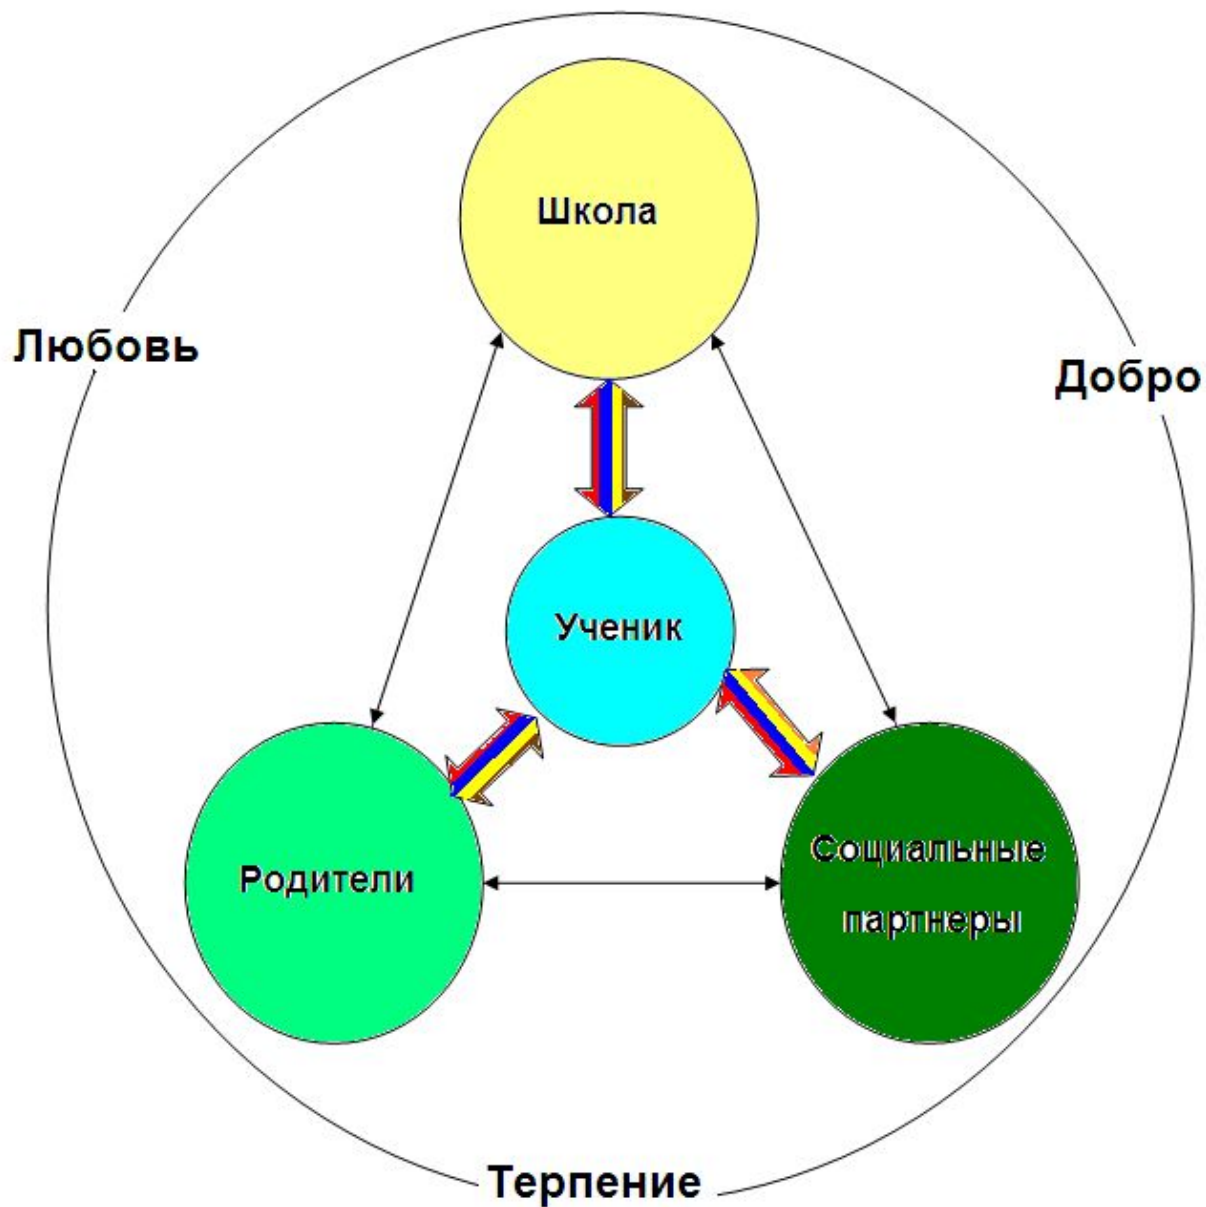 Школа
Любовь
Добро
Ученик
Родители
Социальные
партнеры
Терпение